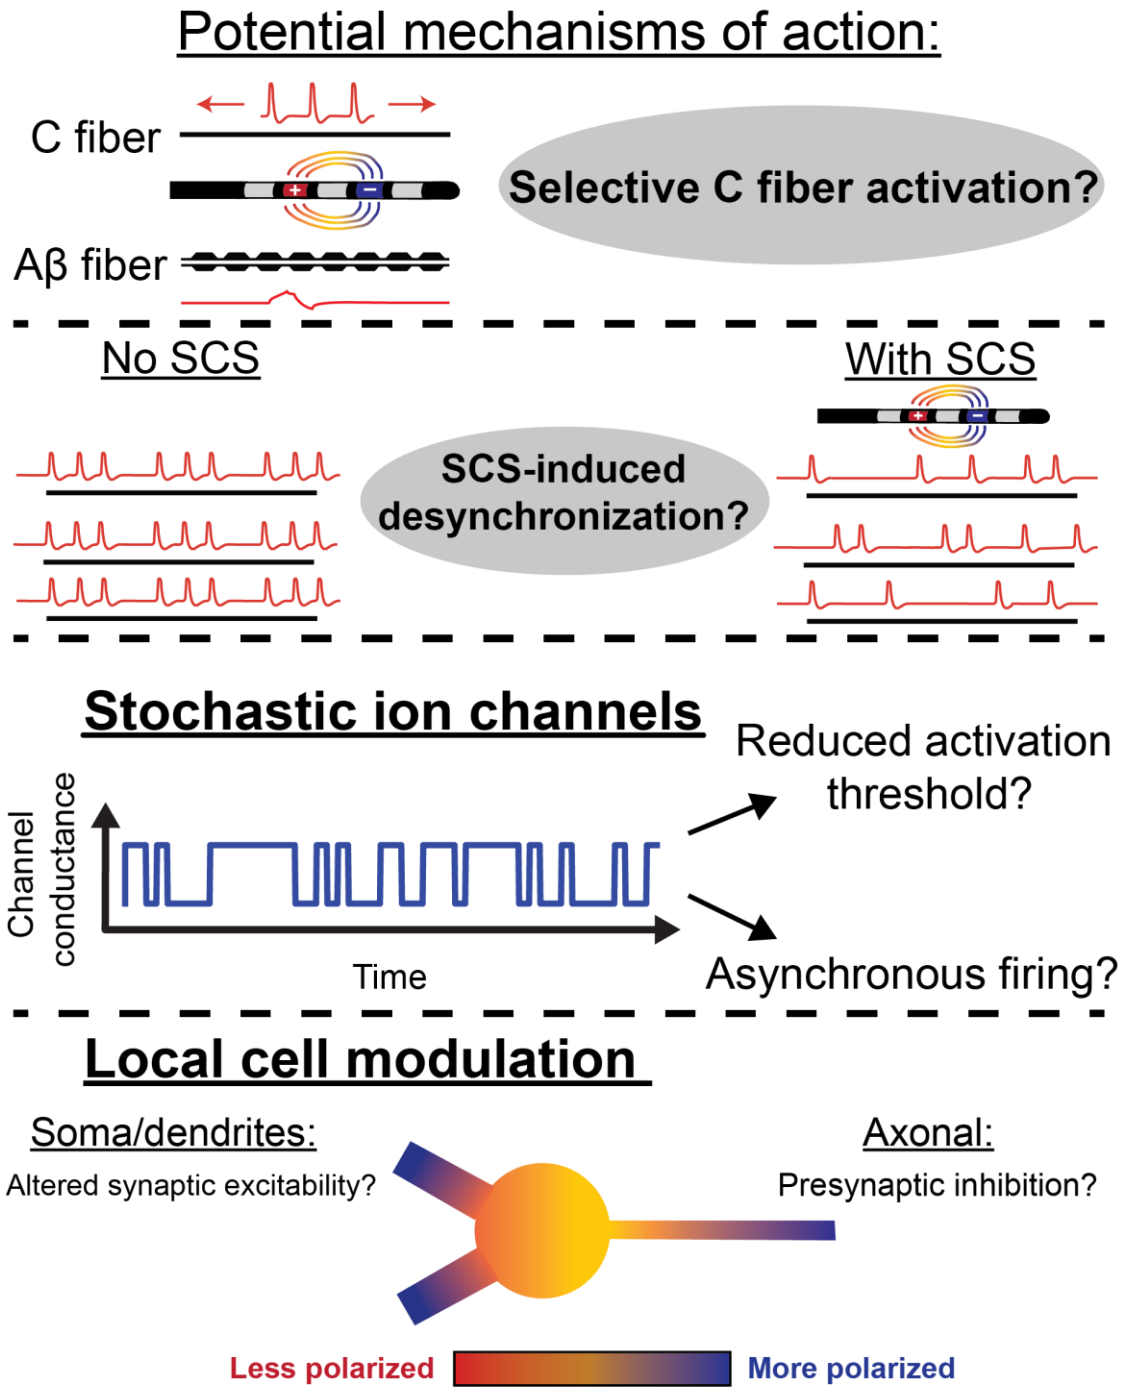 Potential mechanisms of action:
C fiber
+
−
Selective C fiber activation?
Aβ fiber
No SCS
With SCS
+
−
SCS-induced
desynchronization?
Stochastic ion channels
Reduced activation
threshold?
Channel
conductance
Time
Asynchronous firing?
Local cell modulation
Soma/dendrites:
Altered synaptic excitability?
Axonal:
Presynaptic inhibition?
Less polarized
More polarized